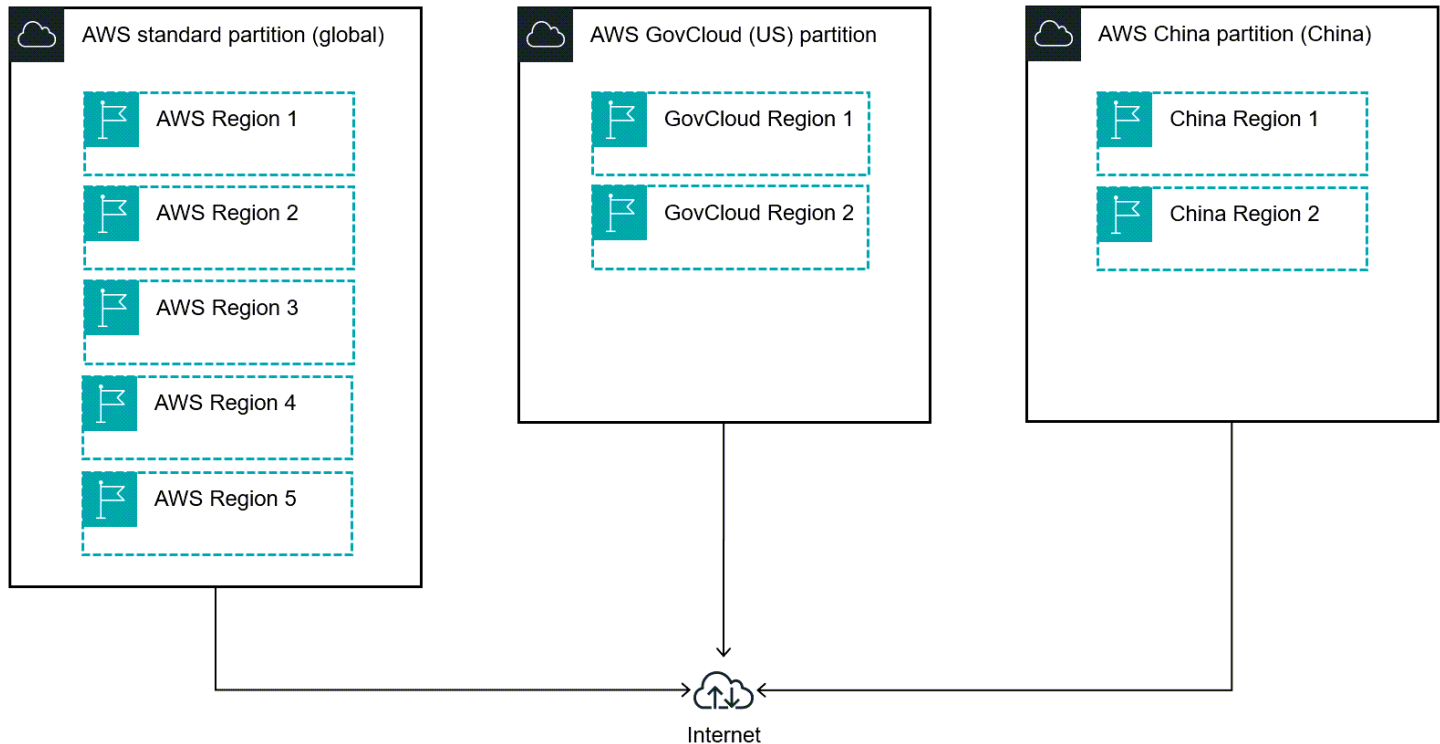 AWS standard partition (global)
AWS Region 1
AWS Region 2
AWS Region 3
AWS Region 4
AWS Region 5
AWS GovCloud (US) partition
GovCloud Region 1
GovCloud Region 2
AWS China partition (China)
China Region 1
China Region 2
Internet